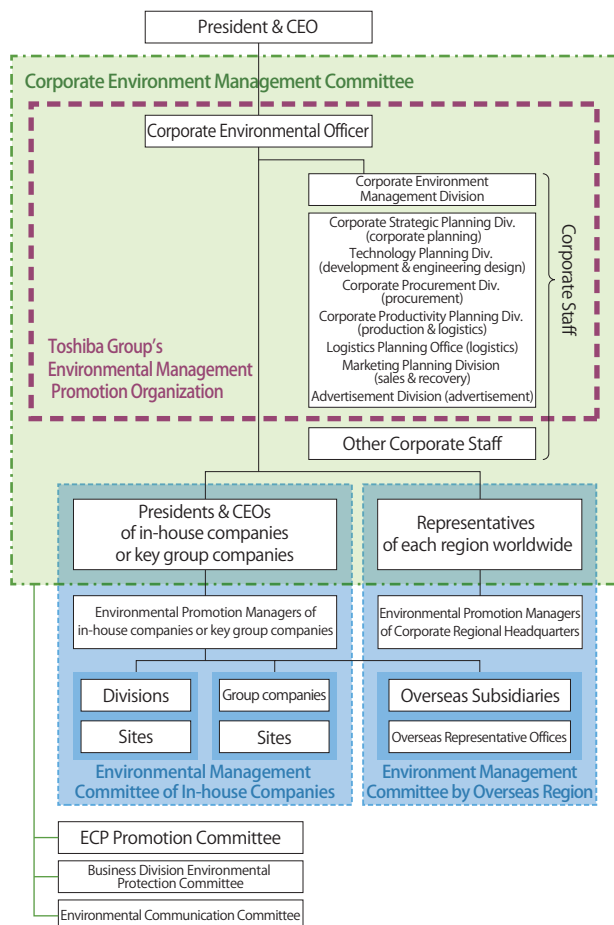 President & CEO
Corporate Environment Management Committee
Corporate Environmental Officer
Corporate Environment
Management Division
Corporate Strategic Planning Div.
(corporate planning)
Technology Planning Div.
(development & engineering design)
Corporate Procurement Div.
(procurement)
Corporate Productivity Planning Div.
(production & logistics)
Logistics Planning Office (logistics)
Marketing Planning Division
(sales & recovery)
Advertisement Division (advertisement)
Corporate Staff
Toshiba Group's
Environmental Management
Promotion Organization
Other Corporate Staff
Presidents & CEOs
of in-house companies
or key group companies
Representatives
of each region worldwide
Environmental Promotion Managers of
in-house companies or key group companies
Environmental Promotion Managers
of Corporate Regional Headquarters
Divisions
Sites
Group companies
Sites
Overseas Subsidiaries
Overseas Representative Offices
Environmental Management
Committee of In-house Companies
Environment Management
Committee by Overseas Region
ECP Promotion Committee
Business Division Environmental
Protection Committee
Environmental Communication Committee